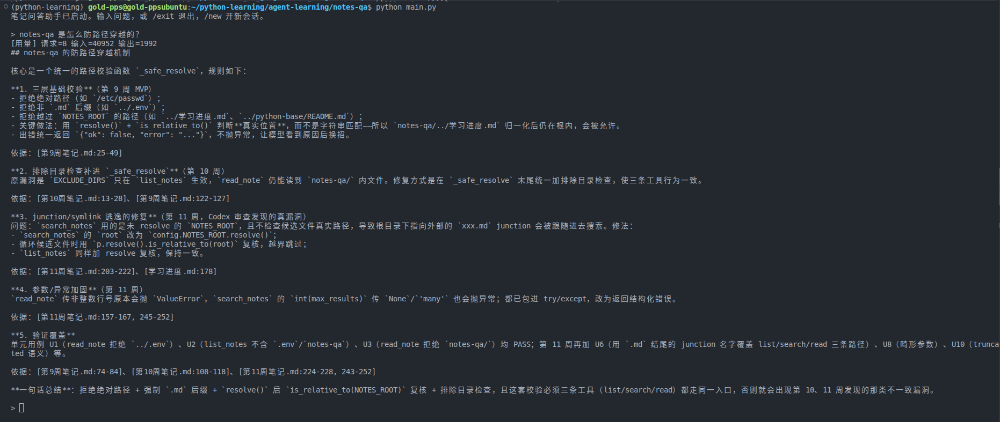 (python-learning) gold-pps@gold-ppsubuntu:~/python-learning/agent-learning/notes-qa$ python main.py
笔记问答助手已启动。输入问题，或 /exit 退出，/new 开新会话。
> notes-qa 是怎么防路径穿越的？
[用量] 请求=8 输入=40952 输出=1992
## notes-qa 的防路径穿越机制
核心是一个统一的路径校验函数 `_safe_resolve`，规则如下：
**1. 三层基础校验**（第 9 周 MVP）
- 拒绝绝对路径（如 `/etc/passwd`）；
- 拒绝非 `.md` 后缀（如 `../.env`）；
- 拒绝越过 `NOTES_ROOT` 的路径（如 `../学习进度.md`、`../python-base/README.md`）；
- 关键做法：用 `resolve()` + `is_relative_to()` 判断**真实位置**，而不是字符串匹配——所以 `notes-qa/../学习进度.md` 归一化后仍在根内，会被允许。
- 出错统一返回 `{"ok": false, "error": "..."}`，不抛异常，让模型看到原因后换招。
依据：[第9周笔记.md:25-49]
**2. 排除目录检查补进 `_safe_resolve`**（第 10 周）
原漏洞是 `EXCLUDE_DIRS` 只在 `list_notes` 生效，`read_note` 仍能读到 `notes-qa/` 内文件。修复方式是在 `_safe_resolve` 末尾统一加排除目录检查，使三条工具行为一致。
依据：[第10周笔记.md:13-28]、[第9周笔记.md:122-127]
**3. junction/symlink 逃逸的修复**（第 11 周，Codex 审查发现的真漏洞）
问题：`search_notes` 用的是未 resolve 的 `NOTES_ROOT`，且不检查候选文件真实路径，导致根目录下指向外部的 `xxx.md` junction 会被跟随进去搜索。修法：
- `search_notes` 的 `root` 改为 `config.NOTES_ROOT.resolve()`；
- 循环候选文件时用 `p.resolve().is_relative_to(root)` 复核，越界跳过；
- `list_notes` 同样加 resolve 复核，保持一致。
依据：[第11周笔记.md:203-222]、[学习进度.md:178]
**4. 参数/异常加固**（第 11 周）
`read_note` 传非整数行号原本会抛 `ValueError`，`search_notes` 的 `int(max_results)` 传 `None`/`'many'` 也会抛异常；都已包进 try/except，改为返回结构化错误。
依据：[第11周笔记.md:157-167, 245-252]
**5. 验证覆盖**
单元用例 U1（read_note 拒绝 `../.env`）、U2（list_notes 不含 `.env`/`notes-qa`）、U3（read_note 拒绝 `notes-qa/`）均 PASS；第 11 周再加 U6（用 `.md` 结尾的 junction 名字覆盖 list/search/read 三条路径）、U8（畸形参数）、U10（trunca
ted 语义）等。
依据：[第9周笔记.md:74-84]、[第10周笔记.md:108-118]、[第11周笔记.md:224-228, 243-252]
**一句话总结**：拒绝绝对路径 + 强制 `.md` 后缀 + `resolve()` 后 `is_relative_to(NOTES_ROOT)` 复核 + 排除目录检查，且这套校验必须三条工具（list/search/read）都走同一入口，否则就会出现第 10、11 周发现的那类不一致漏洞。
>